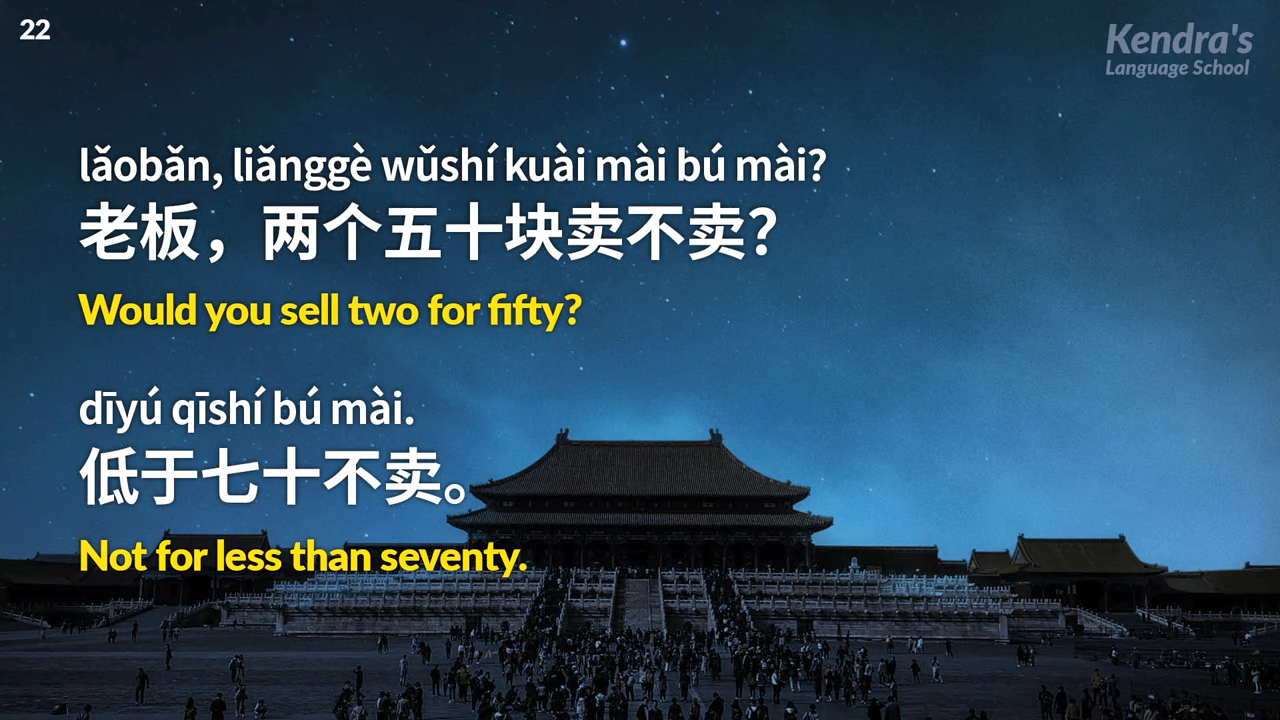 22
Kendra's
Language School
lǎobǎn, liǎnggè wǔshí kuài mài bú mài?
老板，两个五十块卖不卖？
Would you sell two for fifty?
dīyú qīshí bú mài.
低于七十不卖。
Not for less than seventy.